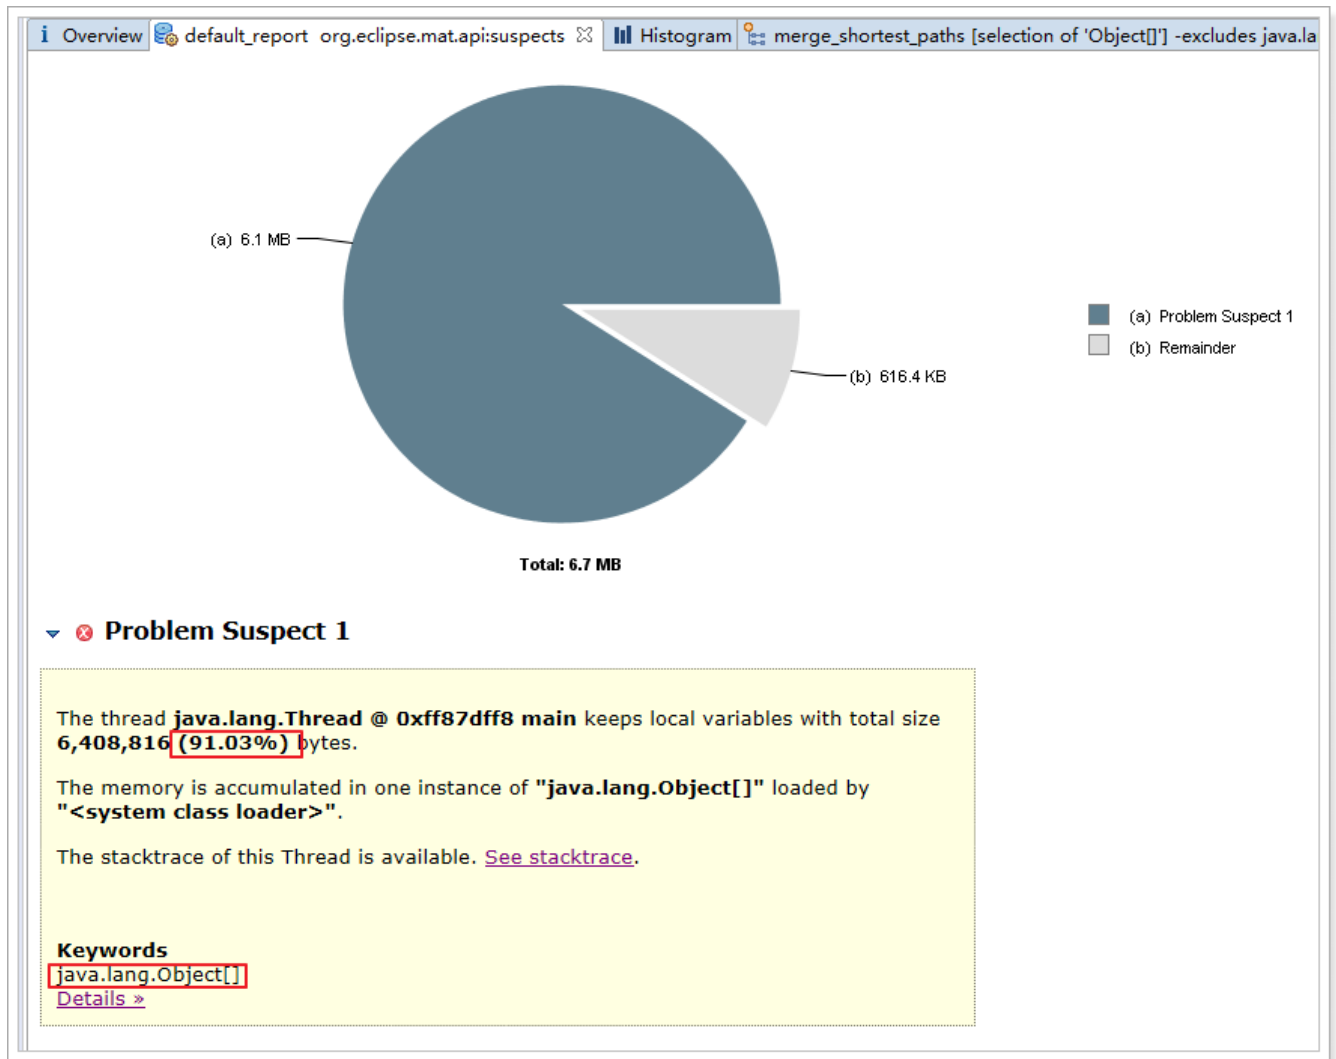 i Overview default_report org.eclipse.mat.api:suspects Histogram merge_shortest_paths [selection of 'Object[]'] -excludes java.la
(a) 6.1 MB
(a) Problem Suspect 1
(b) Remainder
(b) 616.4 KB
Total: 6.7 MB
Problem Suspect 1
The thread java.lang.Thread @ 0xff87dff8 main keeps local variables with total size
6,408,816 (91.03%) bytes.
The memory is accumulated in one instance of "java.lang.Object[]" loaded by
"<system class loader>".
The stacktrace of this Thread is available. See stacktrace.
Keywords
java.lang.Object[]
Details »